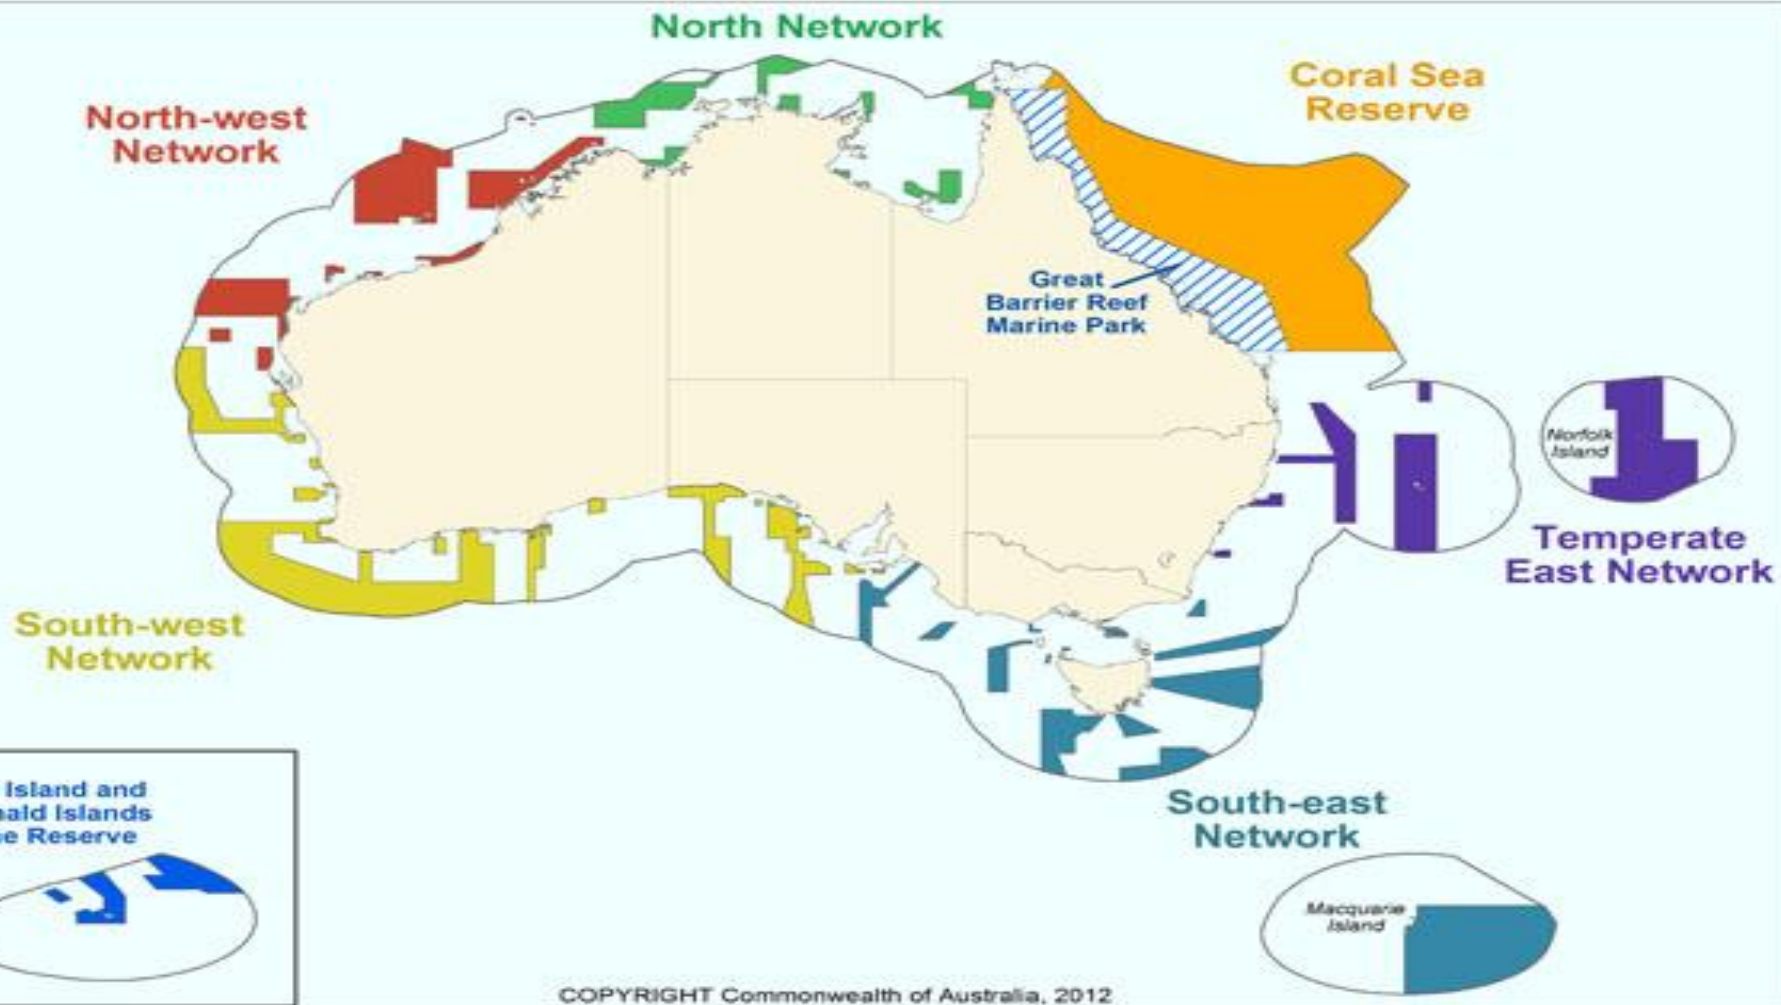 North Network
Coral Sea
Reserve
North-west
Network
Great
Barrier Reef
Marine Park
Norfolk
Island
Temperate
East Network
South-west
Network
Island and
nald Islands
e Reserve
South-east
Network
Macquarie
Island
COPYRIGHT Commonwealth of Australia, 2012